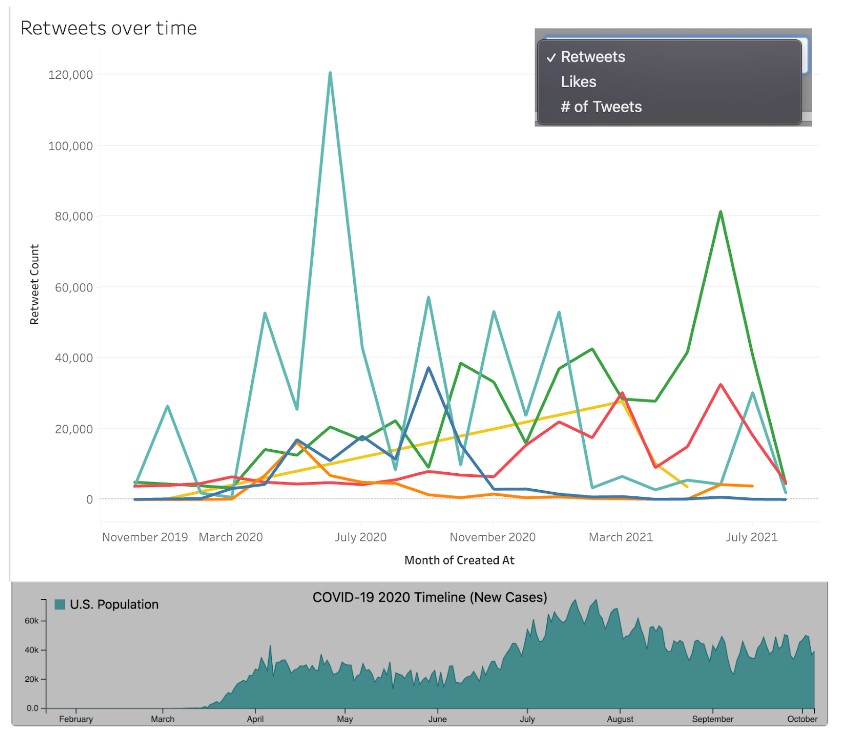 Retweets over time
✓ Retweets
Likes
# of Tweets
120,000
100,000
80,000
60,000
40,000
20,000
0
Retweet Count
November 2019 March 2020 July 2020 November 2020 March 2021 July 2021
Month of Created At
COVID-19 2020 Timeline (New Cases)
U.S. Population
60k
40k
20k
0.0
February March April May June July August September October